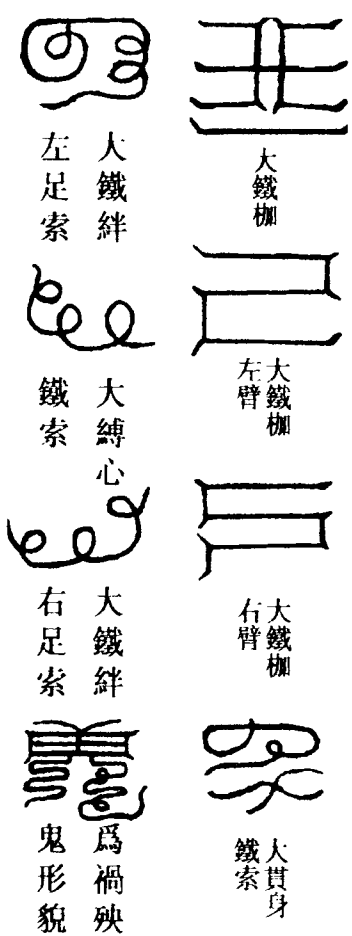 大鐵枷
大鐵枷
左臂
大鐵枷
右臂
大貫身
鐵索
大鐵絆
左足索
大縛心
鐵索
大鐵絆
右足索
爲禍殃
鬼形貌